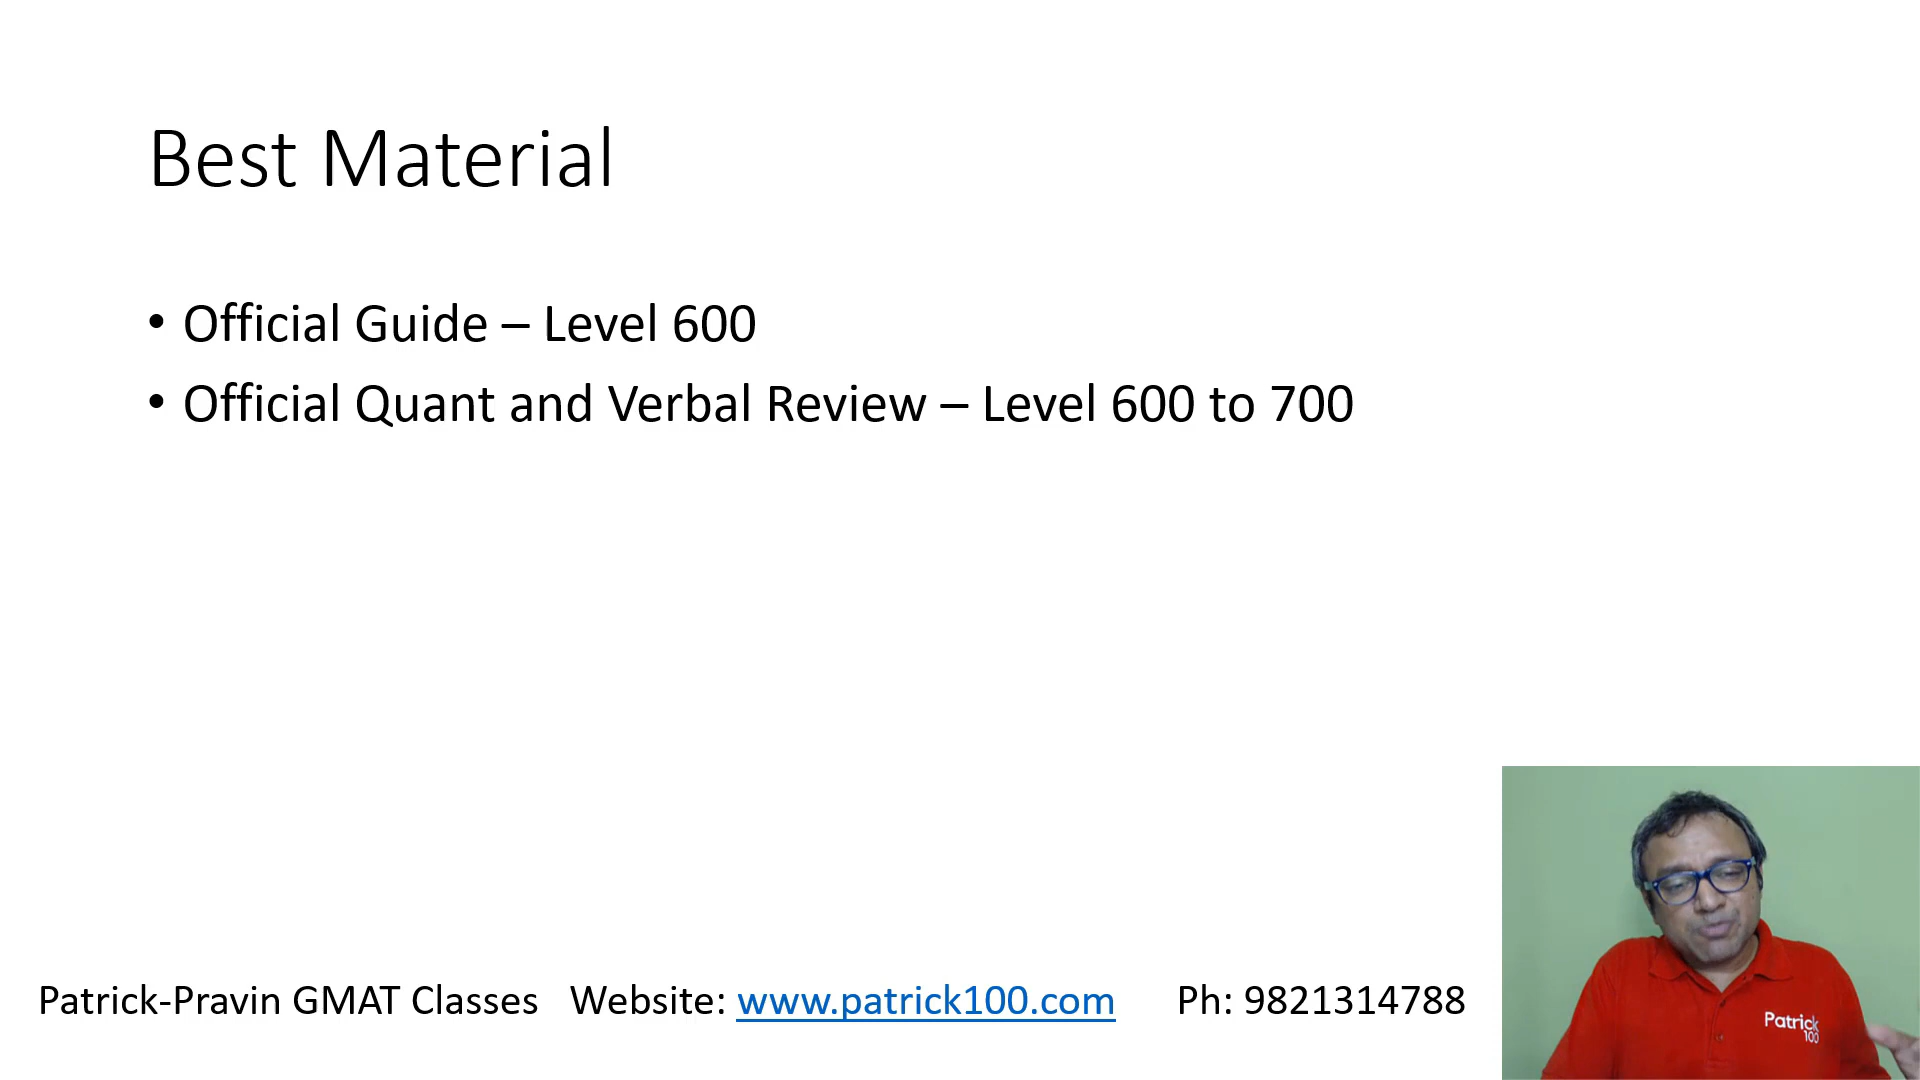 Best Material
• Official Guide – Level 600
• Official Quant and Verbal Review – Level 600 to 700
Patrick-Pravin GMAT Classes Website: www.patrick100.com Ph: 9821314788
Patrick
100